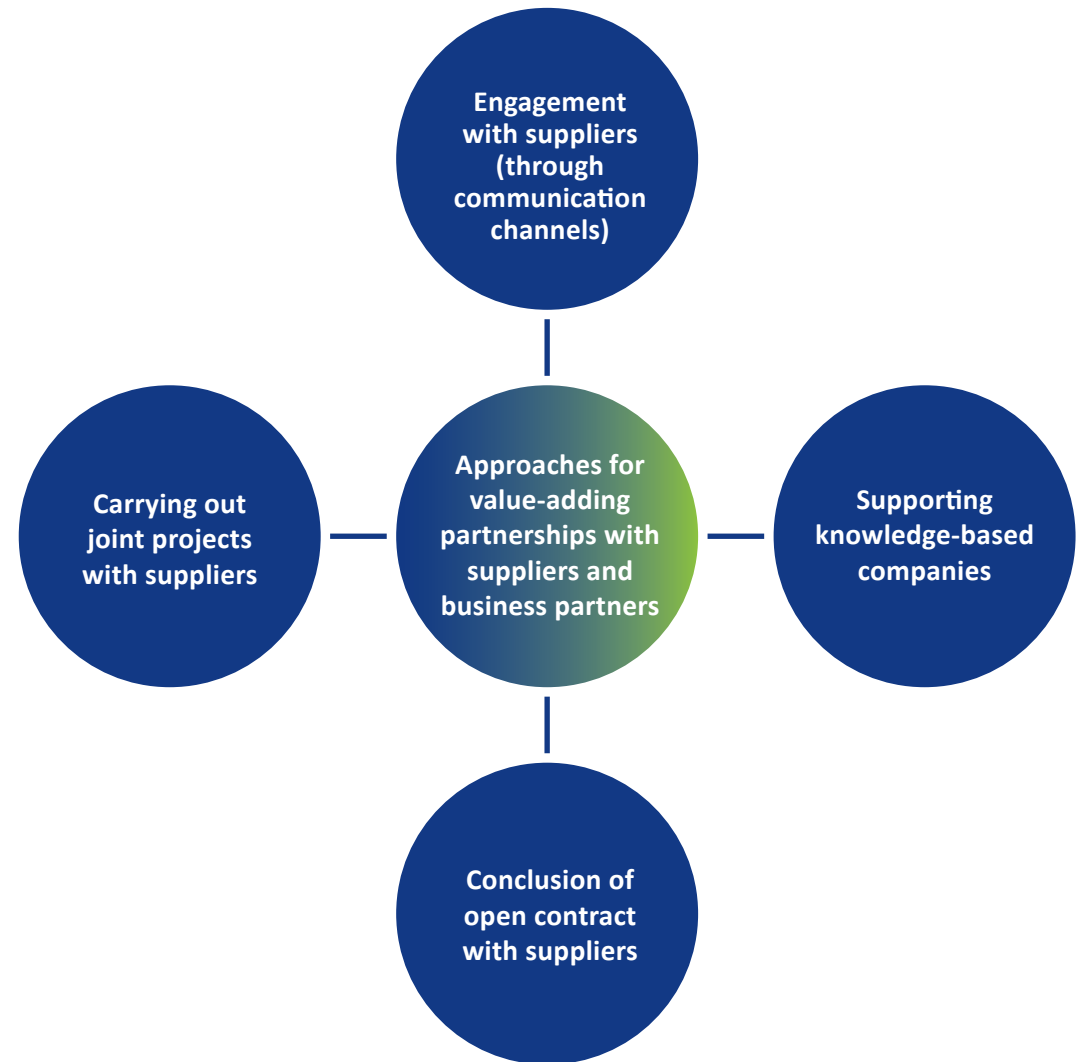 Engagement
with suppliers
(through
communication
channels)
Carrying out
joint projects
with suppliers
Approaches for
value-adding
partnerships with
suppliers and
business partners
Supporting
knowledge-based
companies
Conclusion of
open contract
with suppliers